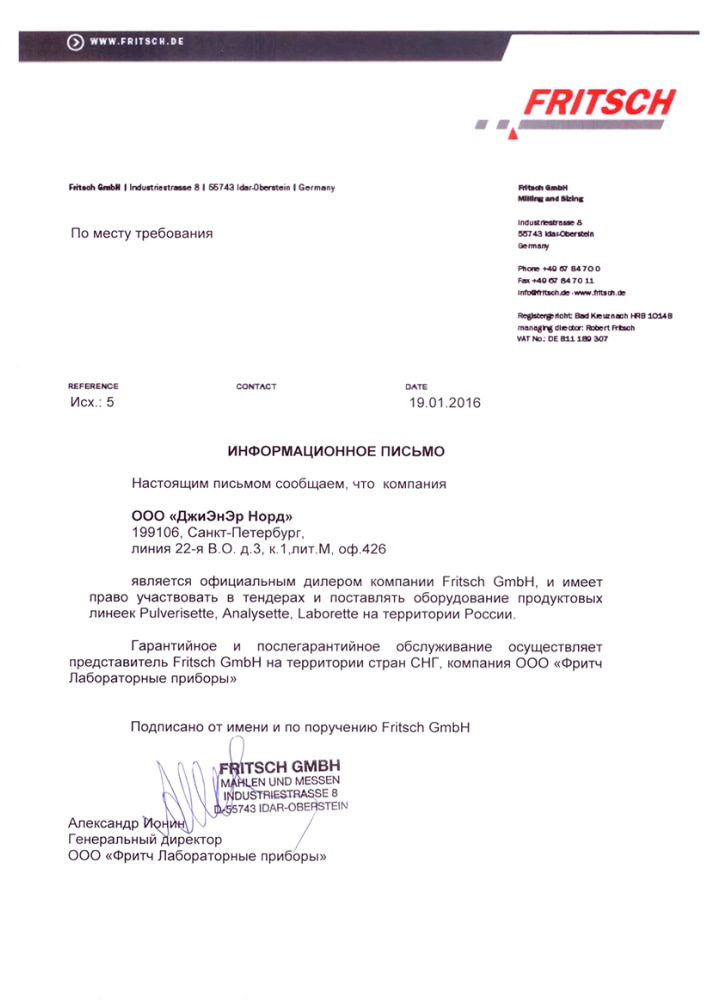 WWW.FRITSCH.DE
FRITSCH
Fritsch GmbH | Industriestrasse 8 | 55743 Idar-Oberstein | Germany
Fritsch GmbH
Milling and Sizing
Industriestrasse 8
55743 Idar-Oberstein
Germany
Phone +49 67 84 70 0
Fax +49 67 84 70 11
info@fritsch.de · www.fritsch.de
Registergericht: Bad Kreuznach HRB 10148
managing director: Robert Fritsch
VAT No.: DE 811 189 307
По месту требования
REFERENCE CONTACT DATE
Исх.: 5 19.01.2016
ИНФОРМАЦИОННОЕ ПИСЬМО
Настоящим письмом сообщаем, что компания
ООО «ДжиЭнЭр Норд»
199106, Санкт-Петербург,
линия 22-я В.О. д.3, к.1,лит.М, оф.426
является официальным дилером компании Fritsch GmbH, и имеет
право участвовать в тендерах и поставлять оборудование продуктовых
линеек Pulverisette, Analysette, Laborette на территории России.
Гарантийное и послегарантийное обслуживание осуществляет
представитель Fritsch GmbH на территории стран СНГ, компания ООО «Фритч
Лабораторные приборы»
Подписано от имени и по поручению Fritsch GmbH
FRITSCH GMBH
MAHLEN UND MESSEN
INDUSTRIESTRASSE 8
D-55743 IDAR-OBERSTEIN
Александр Ионин
Генеральный директор
ООО «Фритч Лабораторные приборы»